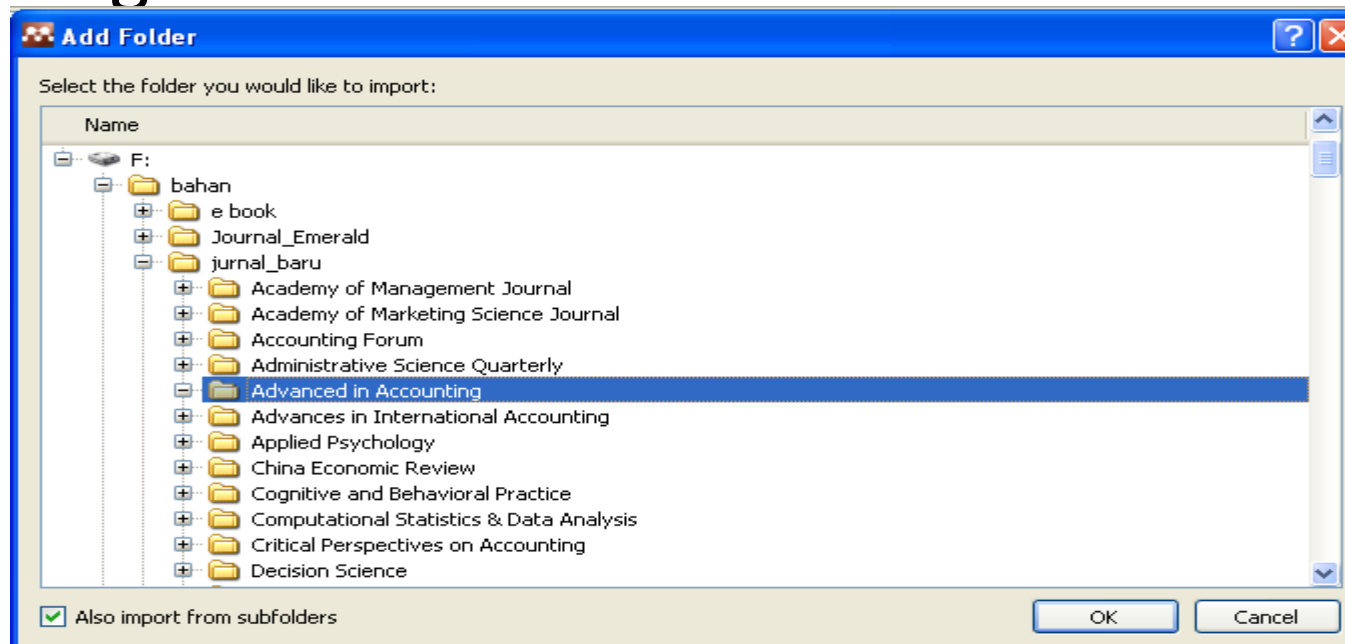 Add Folder
Select the folder you would like to import:
Name
F:
bahan
e book
Journal_Emerald
jurnal_baru
Academy of Management Journal
Academy of Marketing Science Journal
Accounting Forum
Administrative Science Quarterly
Advanced in Accounting
Advances in International Accounting
Applied Psychology
China Economic Review
Cognitive and Behavioral Practice
Computational Statistics & Data Analysis
Critical Perspectives on Accounting
Decision Science
Also import from subfolders
OK Cancel